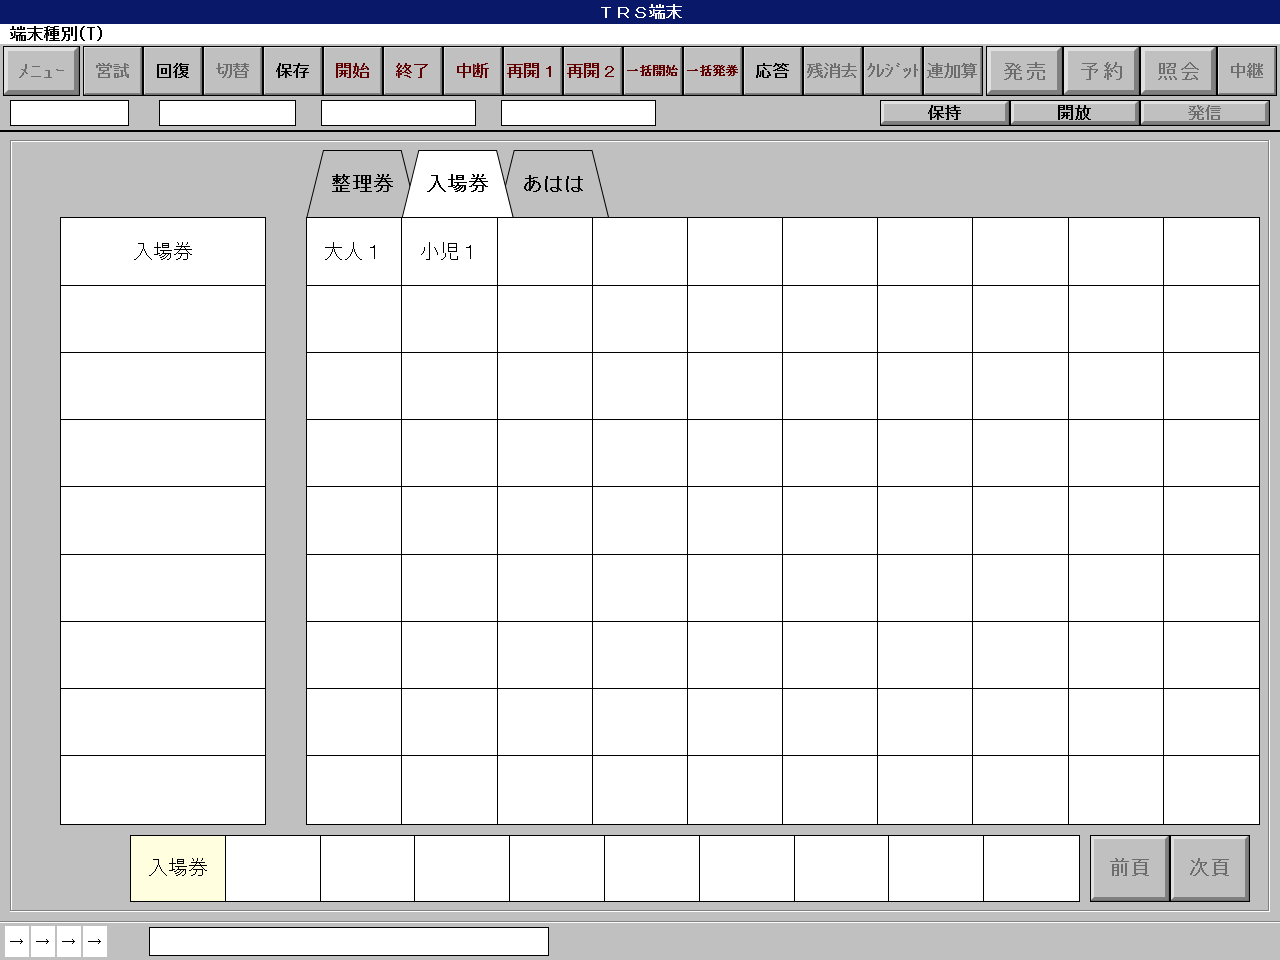 ＴＲＳ端末
端末種別(T)
ﾒﾆｭｰ 営試 回復 切替 保存 開始 終了 中断 再開１ 再開２ 一括開始 一括発券 応答 残消去 ｸﾚｼﾞｯﾄ 連加算 発売 予約 照会 中継
保持 開放 発信
整理券 入場券 あはは
入場券 大人１ 小児１
入場券 前頁 次頁
→ → → →